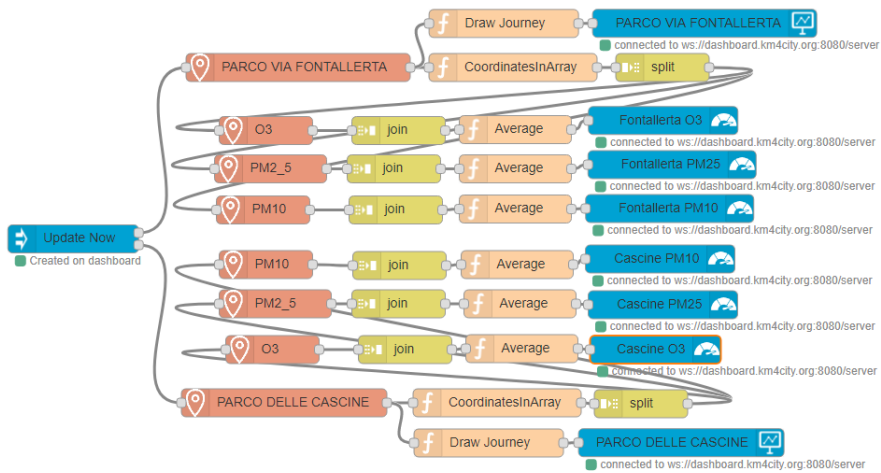 Draw Journey
PARCO VIA FONTALLERTA
connected to ws://dashboard.km4city.org:8080/server
PARCO VIA FONTALLERTA
CoordinatesInArray
split
O3
join
Average
Fontallerta O3
connected to ws://dashboard.km4city.org:8080/server
PM2_5
join
Average
Fontallerta PM25
connected to ws://dashboard.km4city.org:8080/server
PM10
join
Average
Fontallerta PM10
connected to ws://dashboard.km4city.org:8080/server
Update Now
Created on dashboard
PM10
join
Average
Cascine PM10
connected to ws://dashboard.km4city.org:8080/server
PM2_5
join
Average
Cascine PM25
connected to ws://dashboard.km4city.org:8080/server
O3
join
Average
Cascine O3
connected to ws://dashboard.km4city.org:8080/server
PARCO DELLE CASCINE
CoordinatesInArray
split
Draw Journey
PARCO DELLE CASCINE
connected to ws://dashboard.km4city.org:8080/server